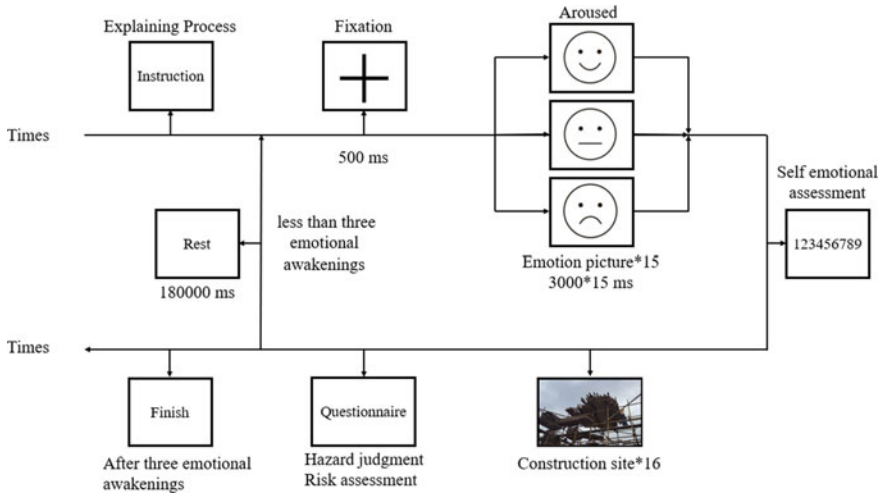 Explaining Process
Fixation
Aroused
Instruction
Times
500 ms
Self emotional
assessment
less than three
emotional
awakenings
Rest
123456789
180000 ms
Emotion picture*15
3000*15 ms
Times
Finish
Questionnaire
After three emotional
awakenings
Hazard judgment
Risk assessment
Construction site*16